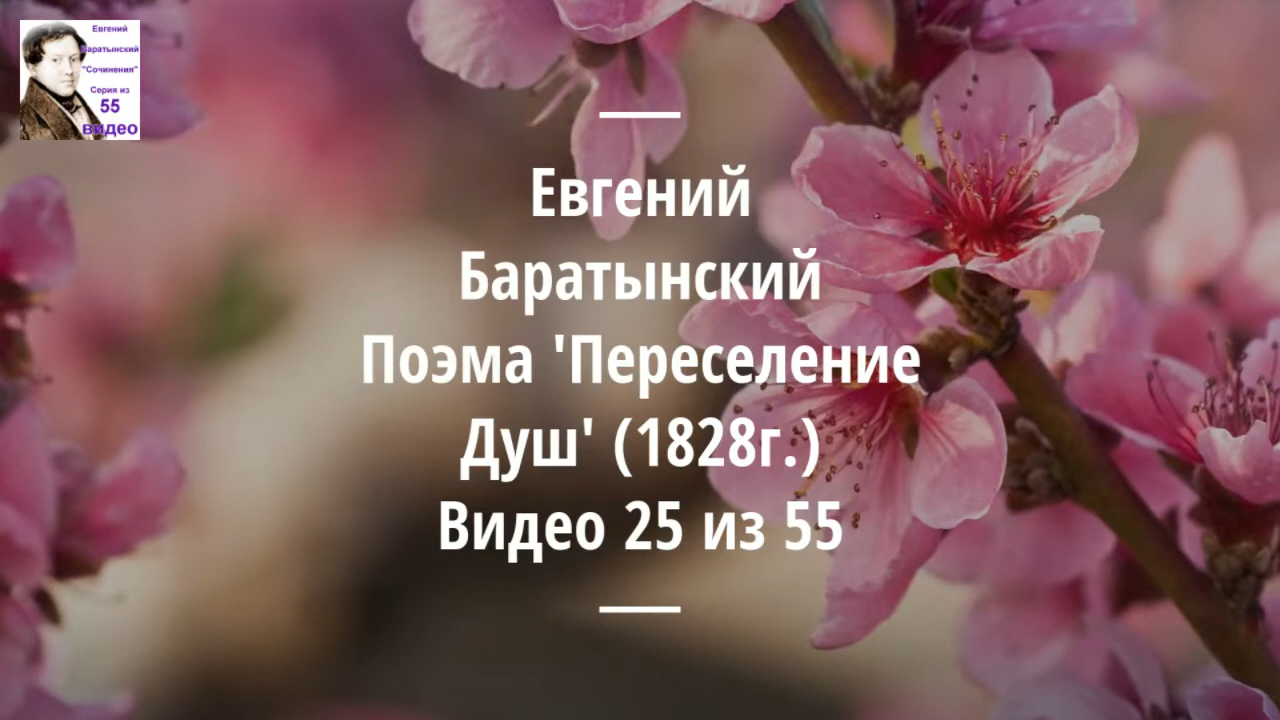 Евгений
Баратынский
"Сочинения"
Серия из
55
видео
Евгений
Баратынский
Поэма 'Переселение
Душ' (1828г.)
Видео 25 из 55